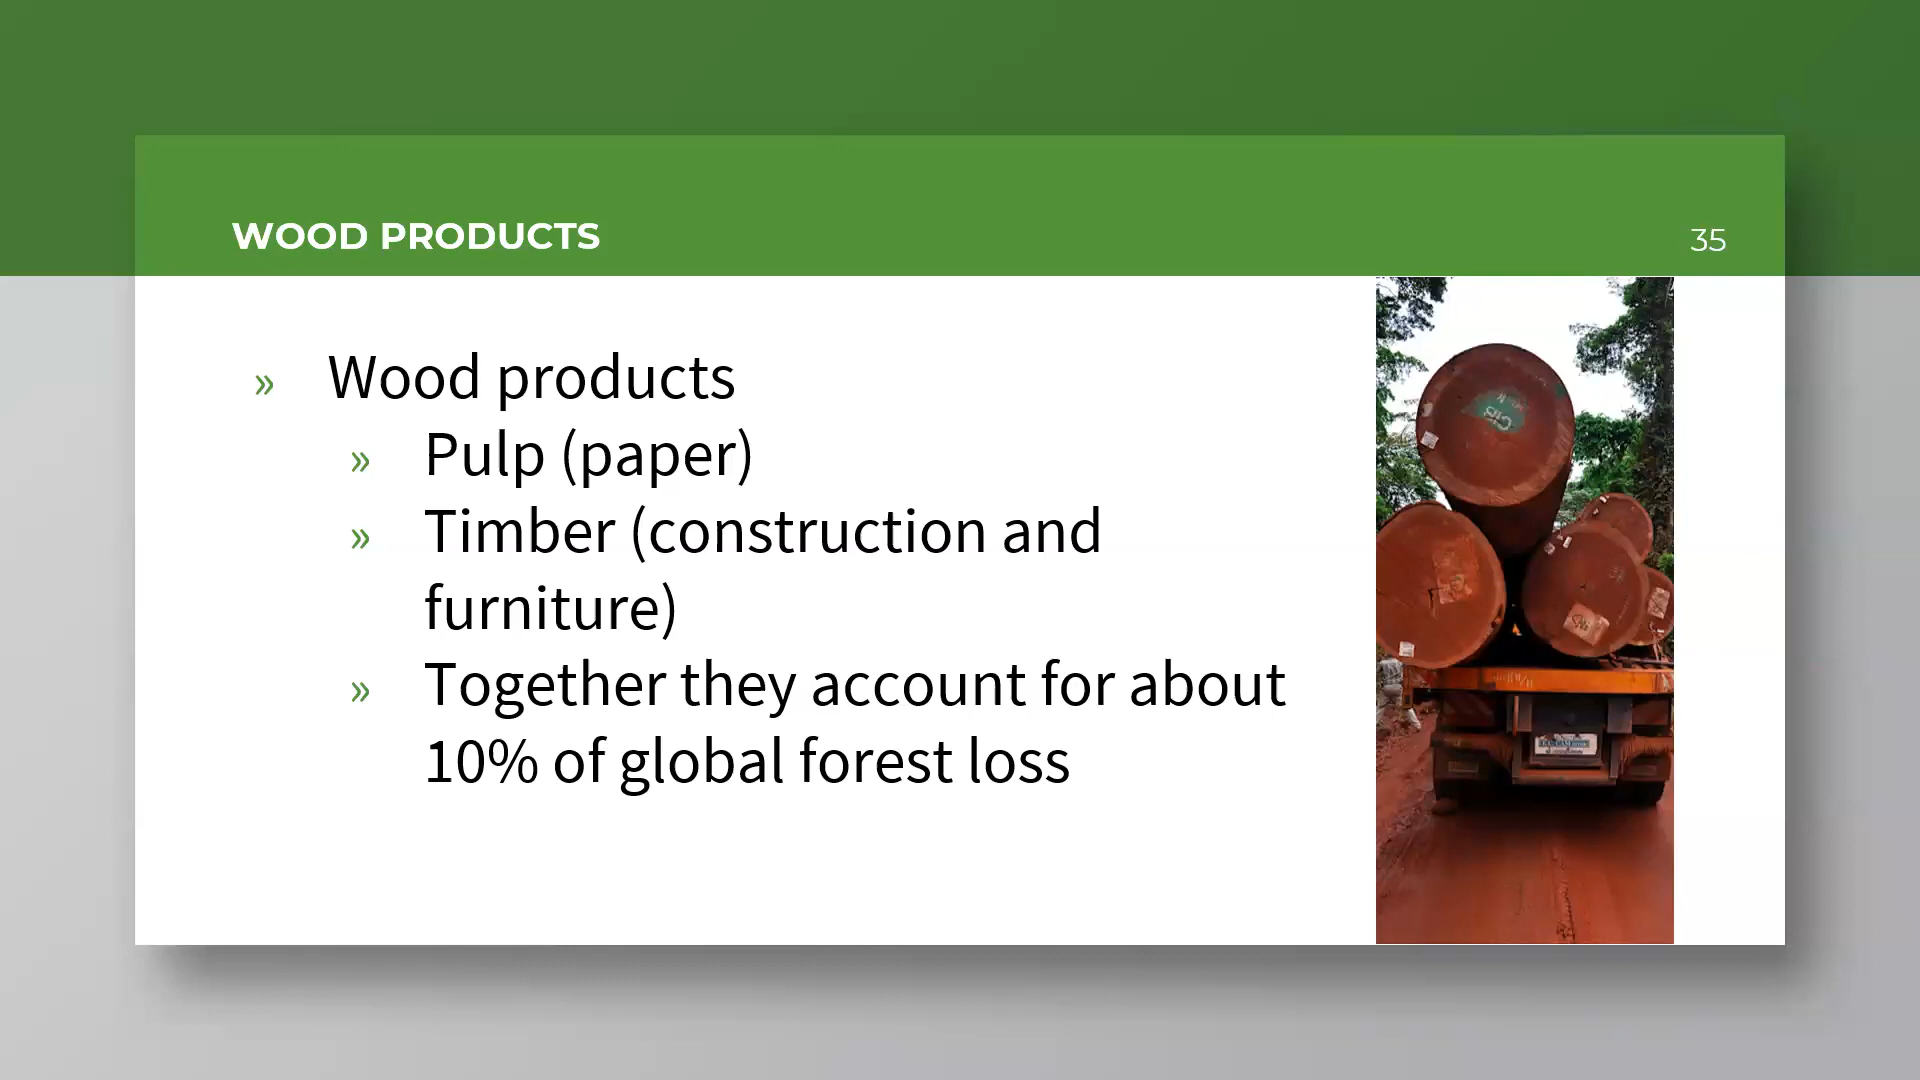 WOOD PRODUCTS
35
» Wood products
» Pulp (paper)
» Timber (construction and
furniture)
» Together they account for about
10% of global forest loss